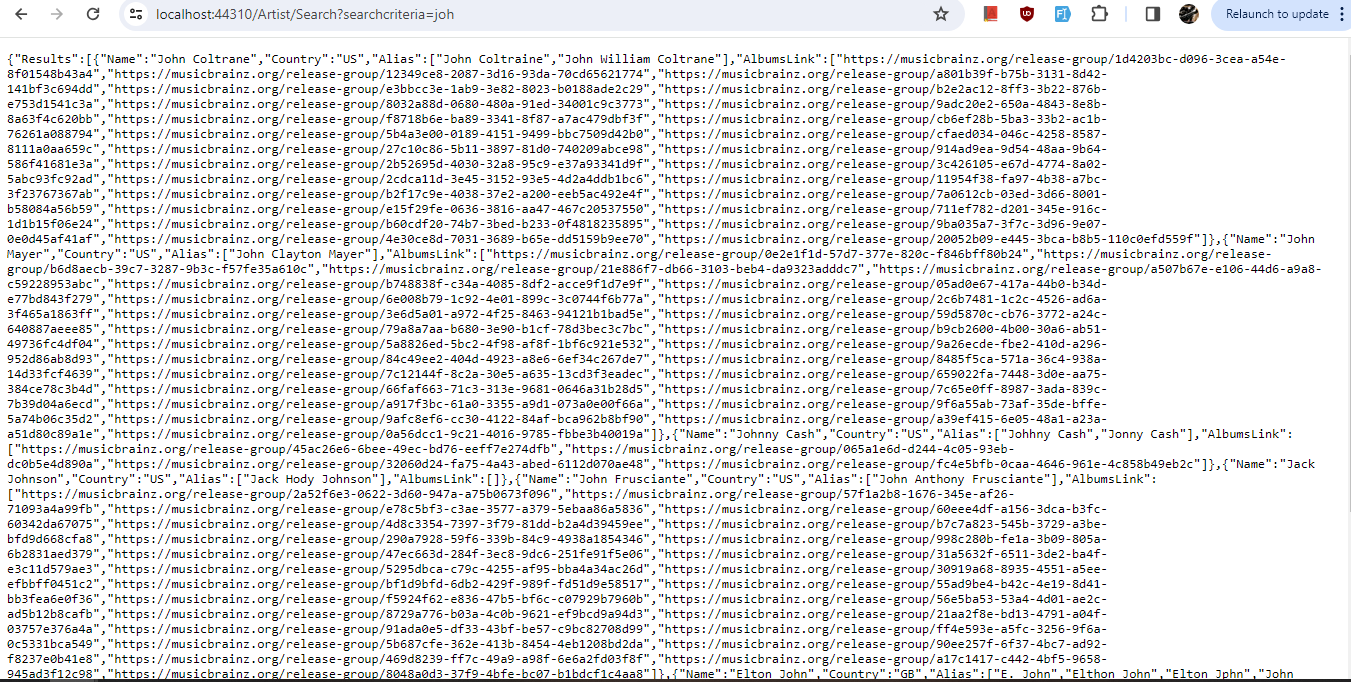 localhost:44310/Artist/Search?searchcriteria=joh
Relaunch to update
{"Results":[{"Name":"John Coltrane","Country":"US","Alias":["John Coltraine","John William Coltrane"],"AlbumsLink":["https://musicbrainz.org/release-group/1d4203bc-d096-3cea-a54e-
8f01548b43a4","https://musicbrainz.org/release-group/12349ce8-2087-3d16-93da-70cd65621774","https://musicbrainz.org/release-group/a801b39f-b75b-3131-8d42-
141bf3c694dd","https://musicbrainz.org/release-group/e3bbcc3e-1ab9-3e82-8023-b0188ade2c29","https://musicbrainz.org/release-group/b2e2ac12-8ff3-3b22-876b-
e753d1541c3a","https://musicbrainz.org/release-group/8032a88d-0680-480a-91ed-34001c9c3773","https://musicbrainz.org/release-group/9adc20e2-650a-4843-8e8b-
8a63f4c620bb","https://musicbrainz.org/release-group/f8718b6e-ba89-3341-8f87-a7ac479dbf3f","https://musicbrainz.org/release-group/cb6ef28b-5ba3-33b2-ac1b-
76261a088794","https://musicbrainz.org/release-group/5b4a3e00-0189-4151-9499-bbc7509d42b0","https://musicbrainz.org/release-group/cfaed034-046c-4258-8587-
8111a0aa659c","https://musicbrainz.org/release-group/27c10c86-5b11-3897-81d0-740209abce98","https://musicbrainz.org/release-group/914ad9ea-9d54-48aa-9b64-
586f41681e3a","https://musicbrainz.org/release-group/2b52695d-4030-32a8-95c9-e37a93341d9f","https://musicbrainz.org/release-group/3c426105-e67d-4774-8a02-
5abc93fc92ad","https://musicbrainz.org/release-group/2cdca11d-3e45-3152-93e5-4d2a4ddb1bc6","https://musicbrainz.org/release-group/11954f38-fa97-4b38-a7bc-
3f23767367ab","https://musicbrainz.org/release-group/b2f17c9e-4038-37e2-a200-eeb5ac492e4f","https://musicbrainz.org/release-group/7a0612cb-03ed-3d66-8001-
b58084a56b59","https://musicbrainz.org/release-group/e15f29fe-0636-3816-aa47-467c20537550","https://musicbrainz.org/release-group/711ef782-d201-345e-916c-
1d1b15f06e24","https://musicbrainz.org/release-group/b60cdf20-74b7-3bed-b233-0f4818235895","https://musicbrainz.org/release-group/9ba035a7-3f7c-3d96-9e07-
0e0d45af41af","https://musicbrainz.org/release-group/4e30ce8d-7031-3689-b65e-dd5159b9ee70","https://musicbrainz.org/release-group/20052b09-e445-3bca-b8b5-110c0efd559f"]},{"Name":"John
Mayer","Country":"US","Alias":["John Clayton Mayer"],"AlbumsLink":["https://musicbrainz.org/release-group/0e2e1f1d-57d7-377e-820c-f846bff80b24","https://musicbrainz.org/release-
group/b6d8aecb-39c7-3287-9b3c-f57fe35a610c","https://musicbrainz.org/release-group/21e886f7-db66-3103-beb4-da9323adddc7","https://musicbrainz.org/release-group/a507b67e-e106-44d6-a9a8-
c59228953abc","https://musicbrainz.org/release-group/b748838f-c34a-4085-8df2-acce9f1d7e9f","https://musicbrainz.org/release-group/05ad0e67-417a-44b0-b34d-
e77bd843f279","https://musicbrainz.org/release-group/6e008b79-1c92-4e01-899c-3c0744f6b77a","https://musicbrainz.org/release-group/2c6b7481-1c2c-4526-ad6a-
3f465a1863ff","https://musicbrainz.org/release-group/3e6d5a01-a972-4f25-8463-94121b1bad5e","https://musicbrainz.org/release-group/59d5870c-cb76-3772-a24c-
640887aeee85","https://musicbrainz.org/release-group/79a8a7aa-b680-3e90-b1cf-78d3bec3c7bc","https://musicbrainz.org/release-group/b9cb2600-4b00-30a6-ab51-
49736fc4df04","https://musicbrainz.org/release-group/5a8826ed-5bc2-4f98-af8f-1bf6c921e532","https://musicbrainz.org/release-group/9a26ecde-fbe2-410d-a296-
952d86ab8d93","https://musicbrainz.org/release-group/84c49ee2-404d-4923-a8e6-6ef34c267de7","https://musicbrainz.org/release-group/8485f5ca-571a-36c4-938a-
14d33fcf4639","https://musicbrainz.org/release-group/7c12144f-8c2a-30e5-a635-13cd3f3eadec","https://musicbrainz.org/release-group/659022fa-7448-3d0e-aa75-
384ce78c3b4d","https://musicbrainz.org/release-group/66faf663-71c3-313e-9681-0646a31b28d5","https://musicbrainz.org/release-group/7c65e0ff-8987-3ada-839c-
7b39d04a6ecd","https://musicbrainz.org/release-group/a917f3bc-61a0-3355-a9d1-073a0e00f66a","https://musicbrainz.org/release-group/9f6a55ab-73af-35de-bffe-
5a74b06c35d2","https://musicbrainz.org/release-group/9afc8ef6-cc30-4122-84af-bca962b8bf90","https://musicbrainz.org/release-group/a39ef415-6e05-48a1-a23a-
a51d80c89a1e","https://musicbrainz.org/release-group/0a56dcc1-9c21-4016-9785-fbbe3b40019a"]},{"Name":"Johnny Cash","Country":"US","Alias":["Johhny Cash","Jonny Cash"],"AlbumsLink":
["https://musicbrainz.org/release-group/45ac26e6-6bee-49ec-bd76-eeff7e274dfb","https://musicbrainz.org/release-group/065a1e6d-d244-4c05-93eb-
dc0b5e4d890a","https://musicbrainz.org/release-group/32060d24-fa75-4a43-abed-6112d070ae48","https://musicbrainz.org/release-group/fc4e5bfb-0caa-4646-961e-4c858b49eb2c"]},{"Name":"Jack
Johnson","Country":"US","Alias":["Jack Hody Johnson"],"AlbumsLink":[]},{"Name":"John Frusciante","Country":"US","Alias":["John Anthony Frusciante"],"AlbumsLink":
["https://musicbrainz.org/release-group/2a52f6e3-0622-3d60-947a-a75b0673f096","https://musicbrainz.org/release-group/57f1a2b8-1676-345e-af26-
71093a4a99fb","https://musicbrainz.org/release-group/e78c5bf3-c3ae-3577-a379-5ebaa86a5836","https://musicbrainz.org/release-group/60eee4df-a156-3dca-b3fc-
60342da67075","https://musicbrainz.org/release-group/4d8c3354-7397-3f79-81dd-b2a4d39459ee","https://musicbrainz.org/release-group/b7c7a823-545b-3729-a3be-
bfd9d668cfa8","https://musicbrainz.org/release-group/290a7928-59f6-339b-84c9-4938a1854346","https://musicbrainz.org/release-group/998c280b-fe1a-3b09-805a-
6b2831aed379","https://musicbrainz.org/release-group/47ec663d-284f-3ec8-9dc6-251fe91f5e06","https://musicbrainz.org/release-group/31a5632f-6511-3de2-ba4f-
e3c11d579ae3","https://musicbrainz.org/release-group/5295dbca-c79c-4255-af95-bba4a34ac26d","https://musicbrainz.org/release-group/30919a68-8935-4551-a5ee-
efbbff0451c2","https://musicbrainz.org/release-group/bf1d9bfd-6db2-429f-989f-fd51d9e58517","https://musicbrainz.org/release-group/55ad9be4-b42c-4e19-8d41-
bb3fea6e0f36","https://musicbrainz.org/release-group/f5924f62-e836-47b5-bf6c-c07929b7960b","https://musicbrainz.org/release-group/56e5ba53-53a4-4d01-ae2c-
ad5b12b8cafb","https://musicbrainz.org/release-group/8729a776-b03a-4c0b-9621-ef9bcd9a94d3","https://musicbrainz.org/release-group/21aa2f8e-bd13-4791-a04f-
03757e376a4a","https://musicbrainz.org/release-group/91ada0e5-df33-43bf-be57-c9bc82708d99","https://musicbrainz.org/release-group/ff4e593e-a5fc-3256-9f6a-
0c5331bca549","https://musicbrainz.org/release-group/5b687cfe-362e-413b-8454-4eb1208bd2da","https://musicbrainz.org/release-group/90ee257f-6f37-4bc7-ad92-
f8237e0b41e8","https://musicbrainz.org/release-group/469d8239-ff7c-49a9-a98f-6e6a2fd03f8f","https://musicbrainz.org/release-group/a17c1417-c442-4bf5-9658-
945ad3f12c98","https://musicbrainz.org/release-group/8048a0d3-37f9-4bfe-bc07-b1bdcf1c4aa8"]},{"Name":"Elton John","Country":"GB","Alias":["E. John","Elthon John","Elton Jphn","John